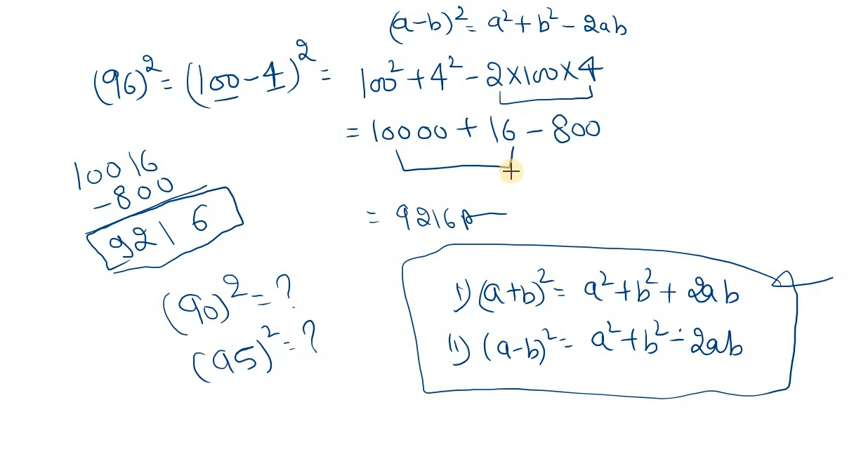 (a-b)² = a² + b² - 2ab
(96)² = (100-4)² = 100² + 4² - 2×100×4
= 10000 + 16 - 800
10016
-800
9216
= 9216
(90)² = ?
(95)² = ?
i) (a+b)² = a² + b² + 2ab
ii) (a-b)² = a² + b² - 2ab